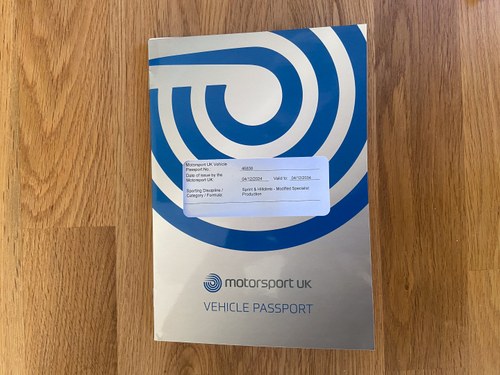 Motorsport UK Vehicle
Passport No :
Date of Issue by the Valid to
Motorsport UK
Sporting Discipline / Sprint & Hillclimb - Modified Specialist
Category / Formula: Production
motorsport UK
VEHICLE PASSPORT